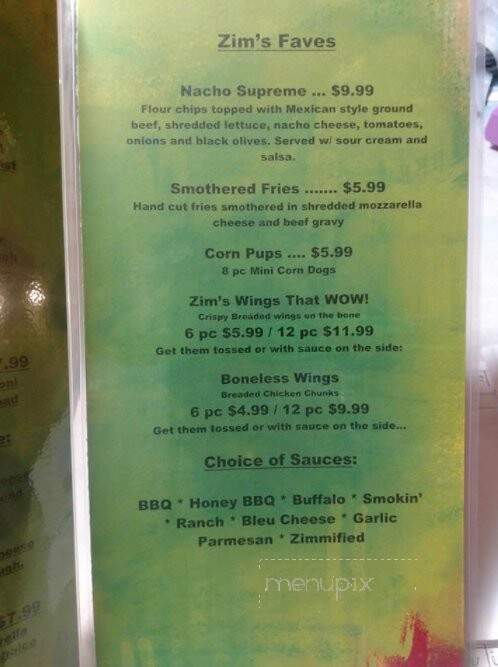 Zim's Faves
Nacho Supreme ... $9.99
Flour chips topped with Mexican style ground
beef, shredded lettuce, nacho cheese, tomatoes,
onions and black olives. Served w/ sour cream and
salsa.
Smothered Fries ....... $5.99
Hand cut fries smothered in shredded mozzarella
cheese and beef gravy
Corn Pups .... $5.99
8 pc Mini Corn Dogs
Zim's Wings That WOW!
Crispy Breaded wings on the bone
6 pc $5.99 / 12 pc $11.99
Get them tossed or with sauce on the side:
Boneless Wings
Breaded Chicken Chunks
6 pc $4.99 / 12 pc $9.99
Get them tossed or with sauce on the side...
Choice of Sauces:
BBQ * Honey BBQ * Buffalo * Smokin'
* Ranch * Bleu Cheese * Garlic
Parmesan * Zimmified
menupix